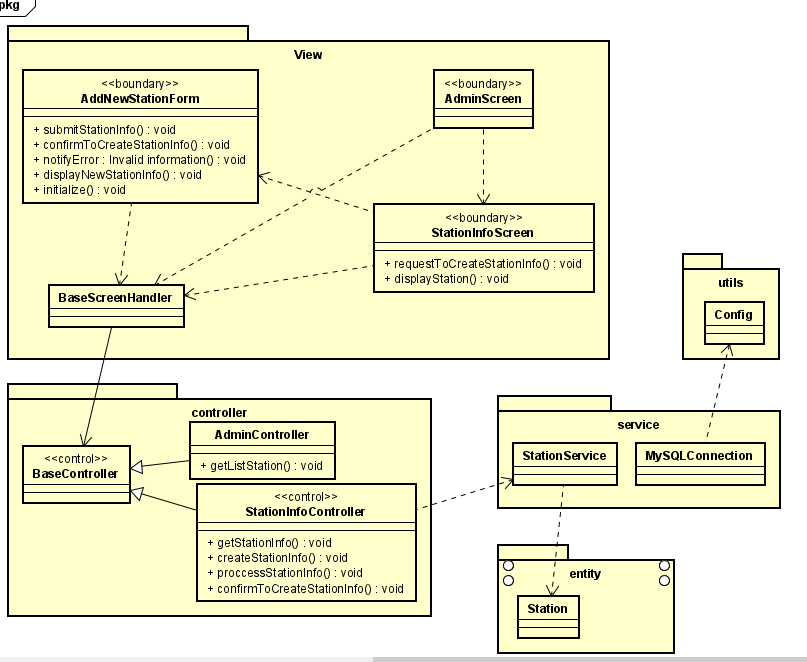 pkg
View
<<boundary>>
AddNewStationForm
+ submitStationInfo() : void
+ confirmToCreateStationInfo() : void
+ notifyError : Invalid information() : void
+ displayNewStationInfo() : void
+ initialize() : void
<<boundary>>
AdminScreen
<<boundary>>
StationInfoScreen
+ requestToCreateStationInfo() : void
+ displayStation() : void
BaseScreenHandler
utils
Config
controller
AdminController
+ getListStation() : void
<<control>>
BaseController
<<control>>
StationInfoController
+ getStationInfo() : void
+ createStationInfo() : void
+ proccessStationInfo() : void
+ confirmToCreateStationInfo() : void
service
StationService
MySQLConnection
entity
Station